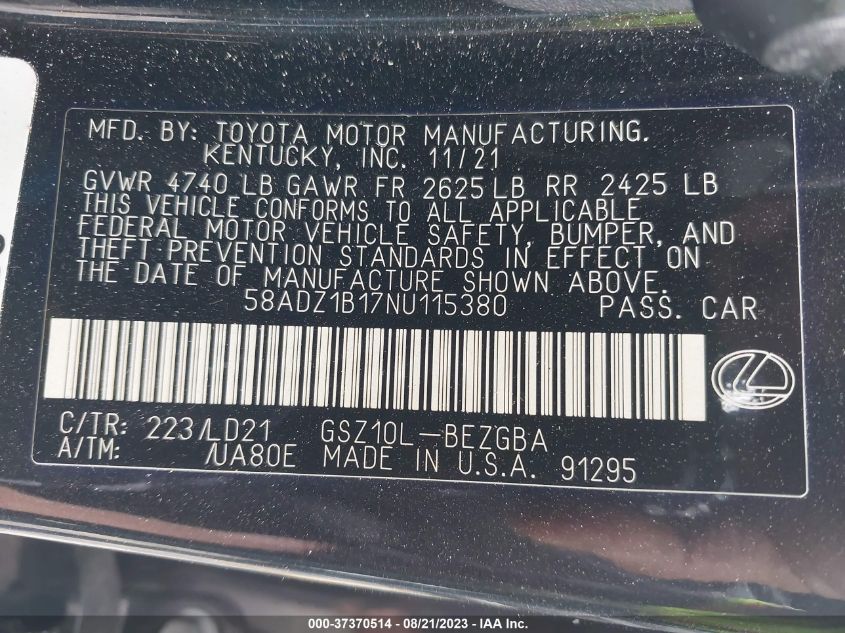 MFD. BY: TOYOTA MOTOR MANUFACTURING.
KENTUCKY, INC. 11/21
GVWR 4740 LB GAWR FR 2625 LB RR 2425 LB
THIS VEHICLE CONFORMS TO ALL APPLICABLE
FEDERAL MOTOR VEHICLE SAFETY, BUMPER, AND
THEFT PREVENTION STANDARDS IN EFFECT ON
THE DATE OF MANUFACTURE SHOWN ABOVE.
58ADZ1B17NU115380 PASS. CAR
C/TR: 223/LD21 GSZ10L-BEZGBA
A/TM: /UA80E MADE IN U.S.A. 91295
000-37370514 - 08/21/2023 - IAA Inc.